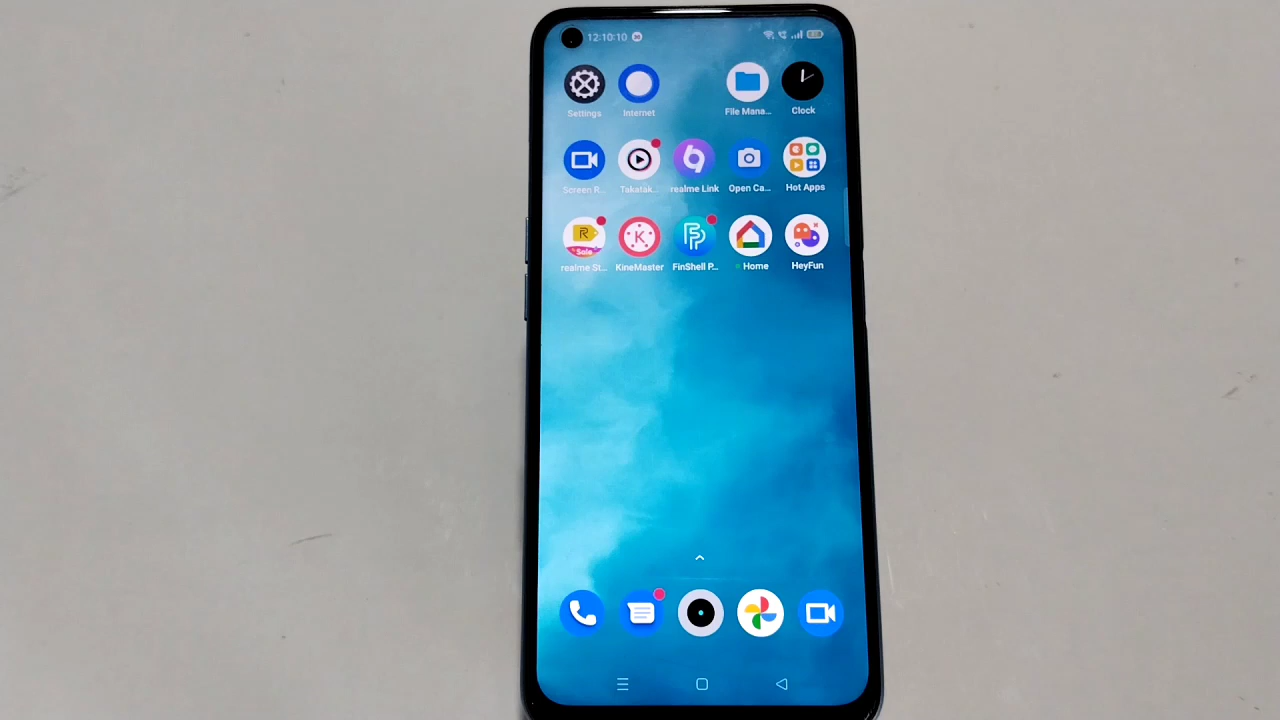 12:10:10
Settings Internet File Mana... Clock
Screen R... Takatak... realme Link Open Ca... Hot Apps
R
Sale
K
realme St... KineMaster FinShell P... Home HeyFun